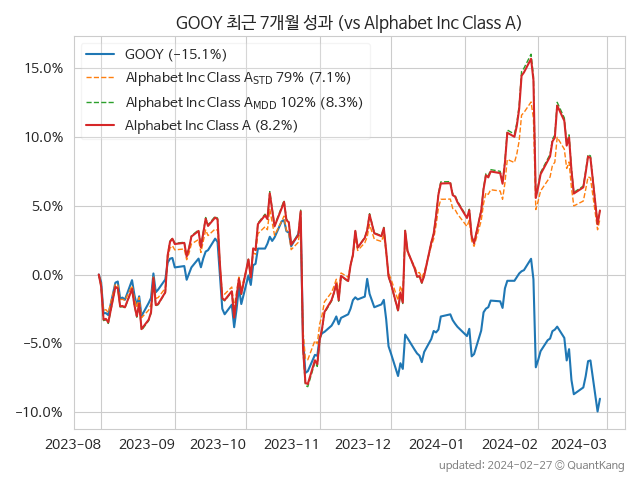 GOOY 최근 7개월 성과 (vs Alphabet Inc Class A)
GOOY (−15.1%)
Alphabet Inc Class A_STD 79% (7.1%)
Alphabet Inc Class A_MDD 102% (8.3%)
Alphabet Inc Class A (8.2%)
15.0%
10.0%
5.0%
0.0%
−5.0%
−10.0%
2023-08 2023-09 2023-10 2023-11 2023-12 2024-01 2024-02 2024-03
updated: 2024-02-27 © QuantKang